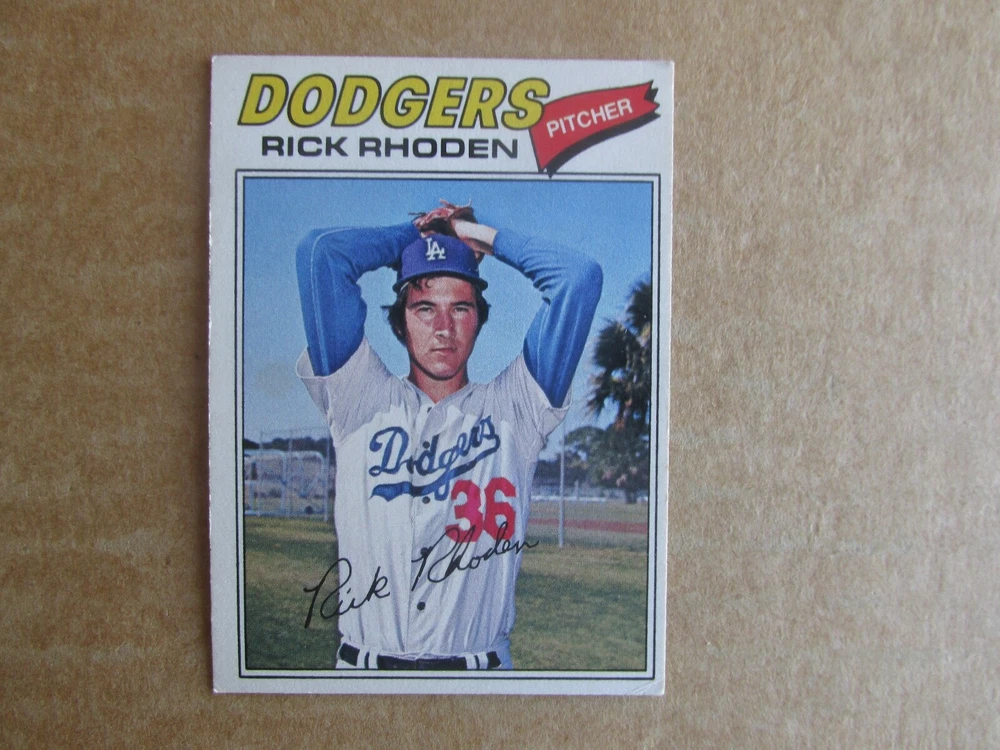 DODGERS
PITCHER
RICK RHODEN
LA
Dodgers
36
Rick Rhoden